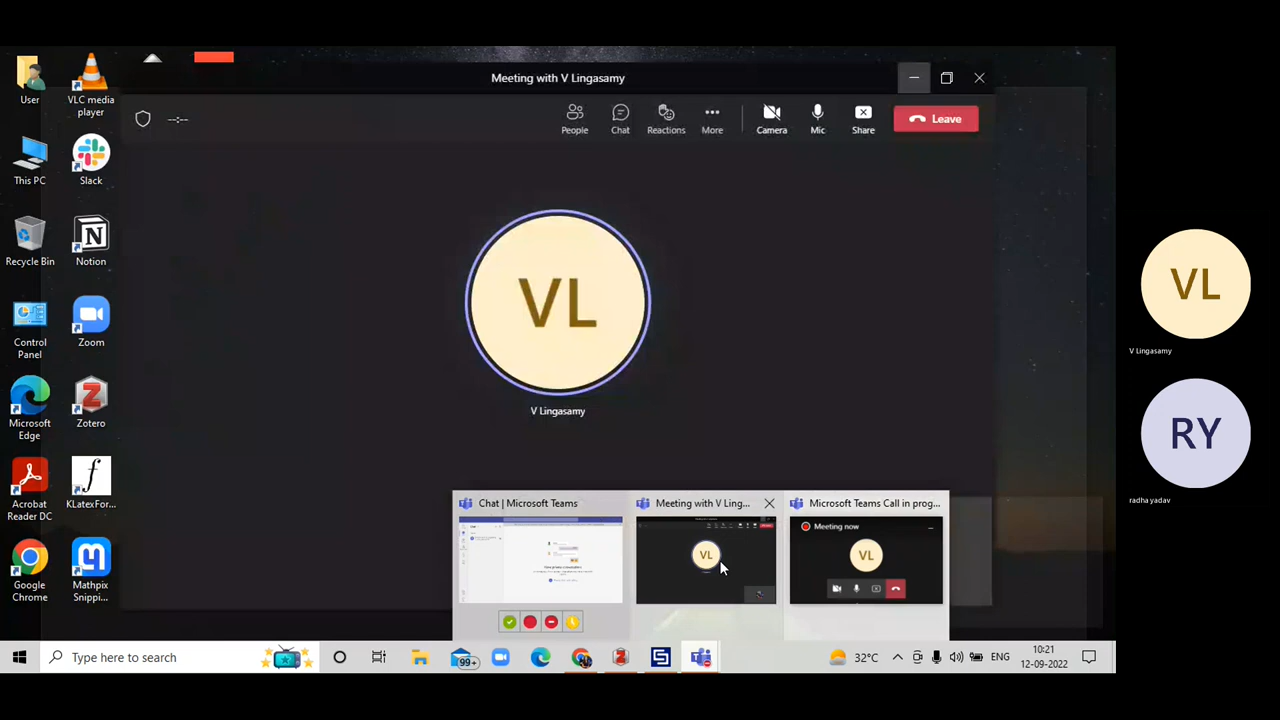 Meeting with V Lingasamy
--:--
People
Chat
Reactions
More
Camera
Mic
Share
Leave
User
VLC media
player
This PC
Slack
Recycle Bin
Notion
Control
Panel
Zoom
Microsoft
Edge
Zotero
Acrobat
Reader DC
KLatexFor...
Google
Chrome
Mathpix
Snippi...
VL
V Lingasamy
VL
V Lingasamy
RY
radha yadav
Chat | Microsoft Teams
Meeting with V Ling...
Microsoft Teams Call in prog...
VL
Meeting now
VL
Type here to search
99+
32°C
ENG
10:21
12-09-2022